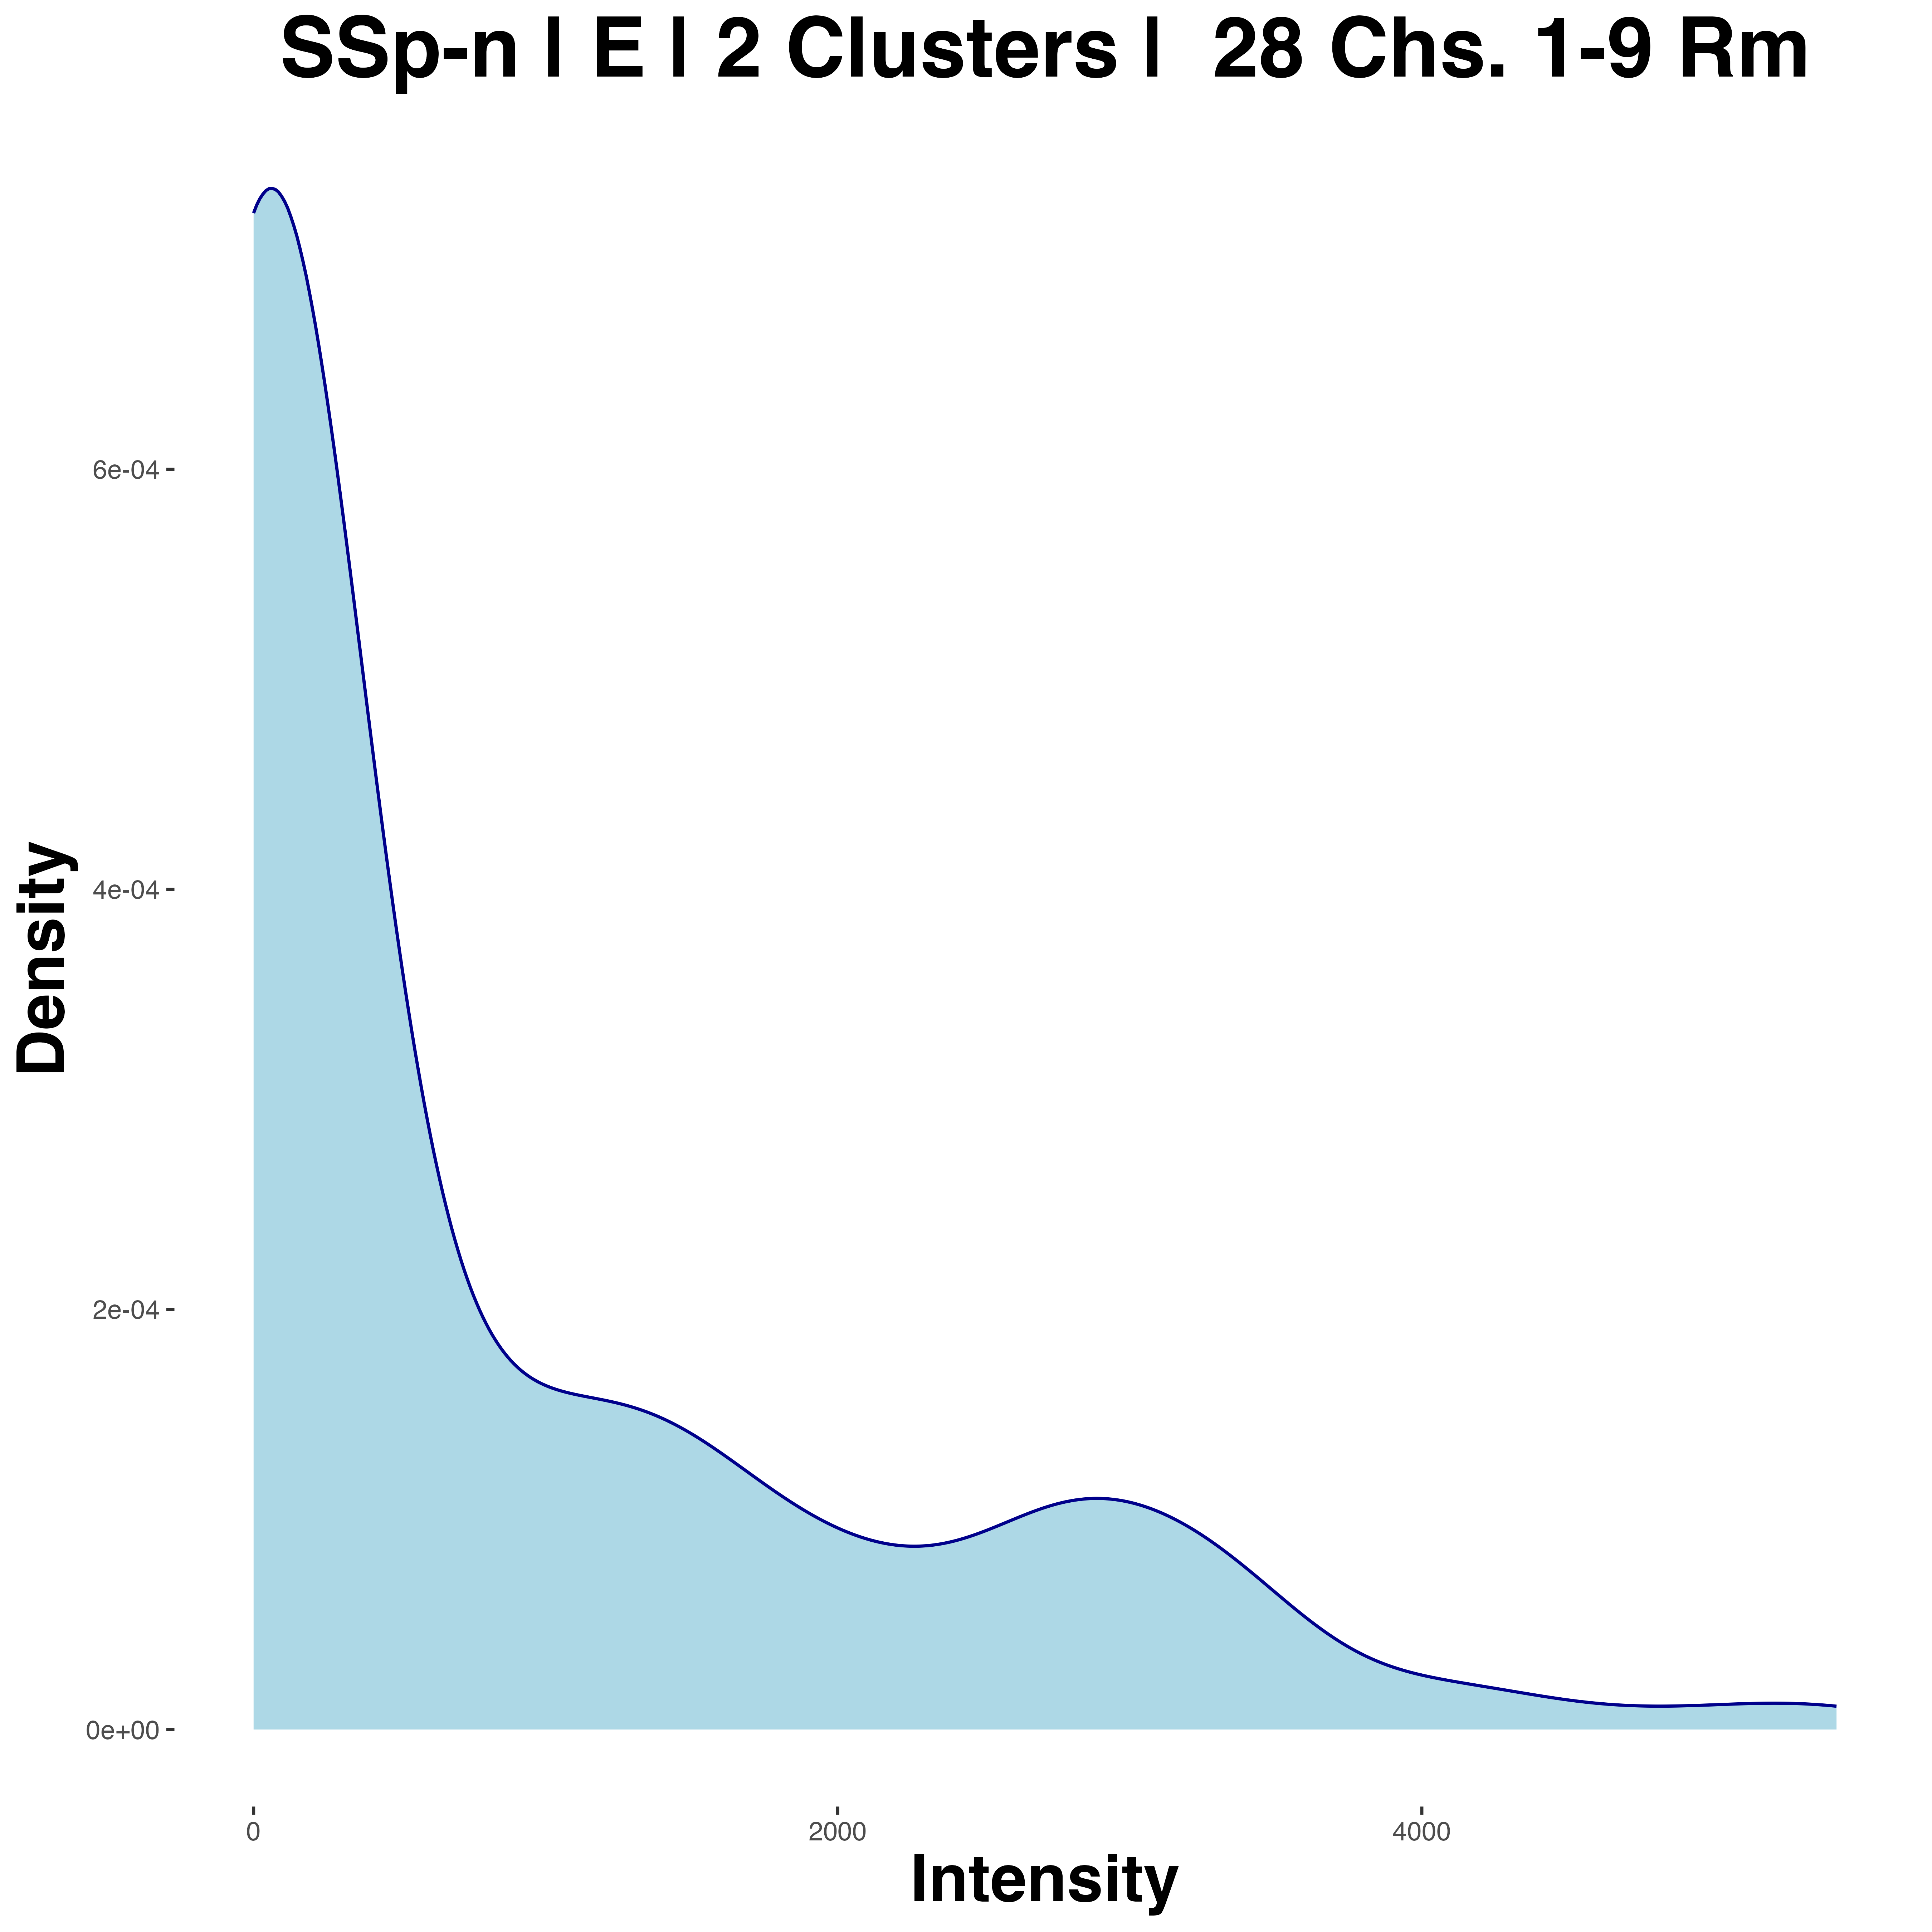 SSp-n | E | 2 Clusters |  28 Chs. 1-9 Rm
Density
6e-04
4e-04
2e-04
0e+00
0
2000
4000
Intensity